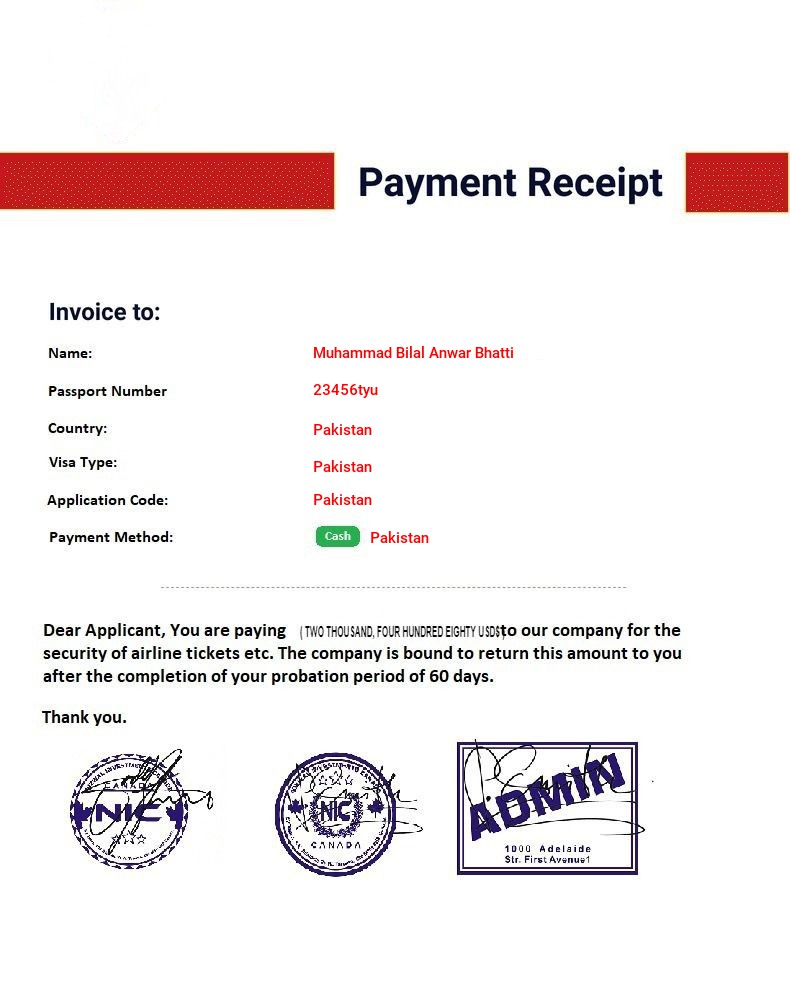 Payment Receipt
Invoice to:
Name: Muhammad Bilal Anwar Bhatti
Passport Number 23456tyu
Country: Pakistan
Visa Type: Pakistan
Application Code: Pakistan
Payment Method: Cash Pakistan
Dear Applicant, You are paying ( TWO THOUSAND, FOUR HUNDRED EIGHTY USD$) to our company for the
security of airline tickets etc. The company is bound to return this amount to you
after the completion of your probation period of 60 days.
Thank you.
CANADA
NIC
NIC
CANADA
ADMIN
1000 Adelaide
Str. First Avenue1